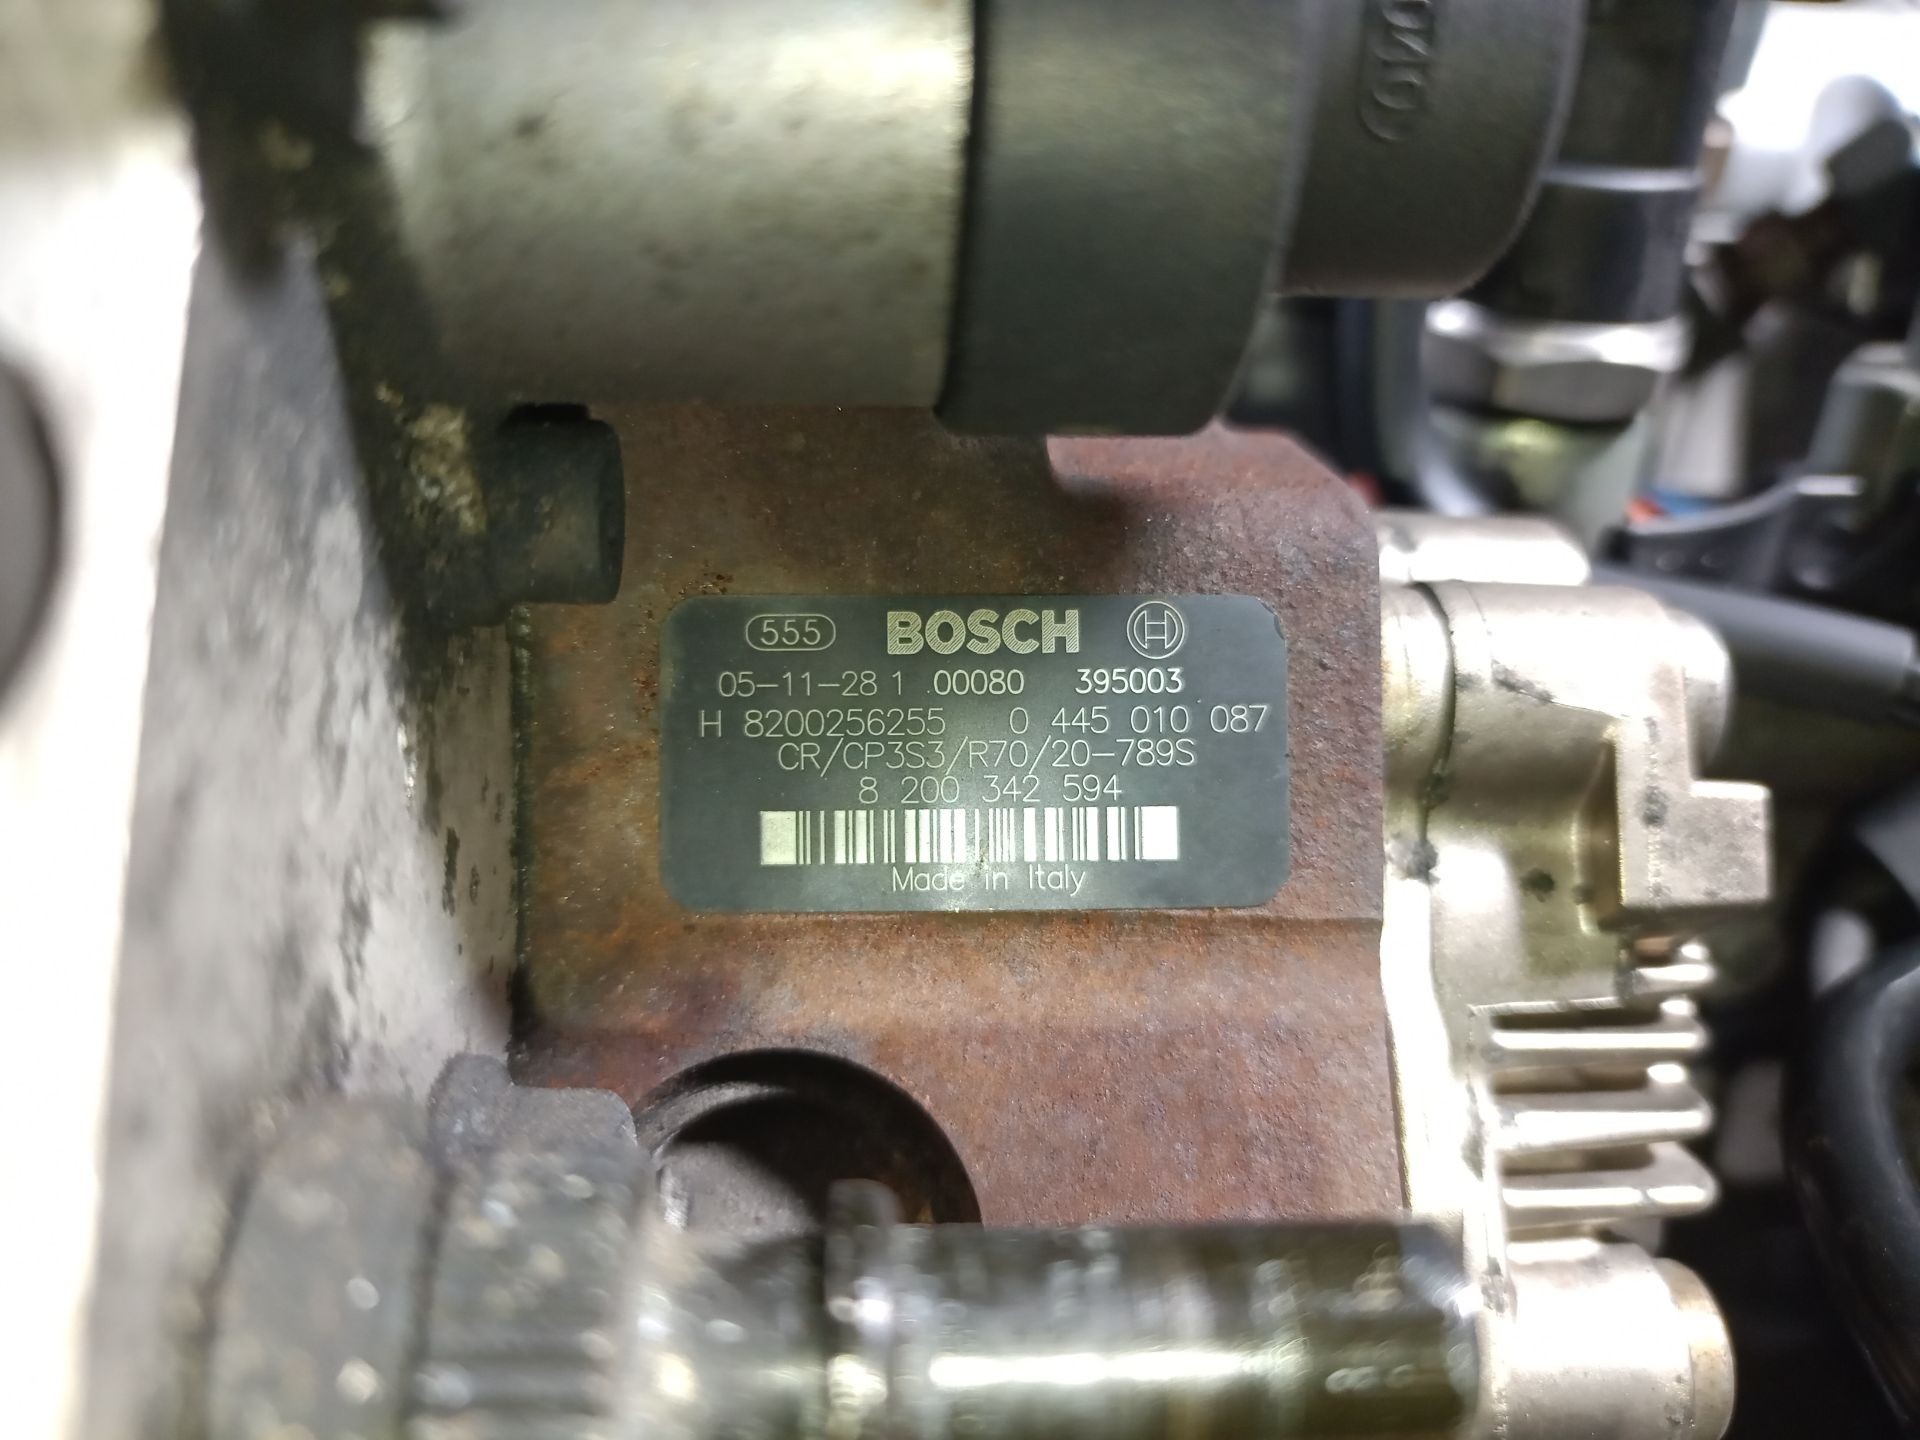 555 BOSCH H
05-11-28 1 00080 395003
H 8200256255 0 445 010 087
CR/CP3S3/R70/20-789S
8 200 342 594
Made in Italy